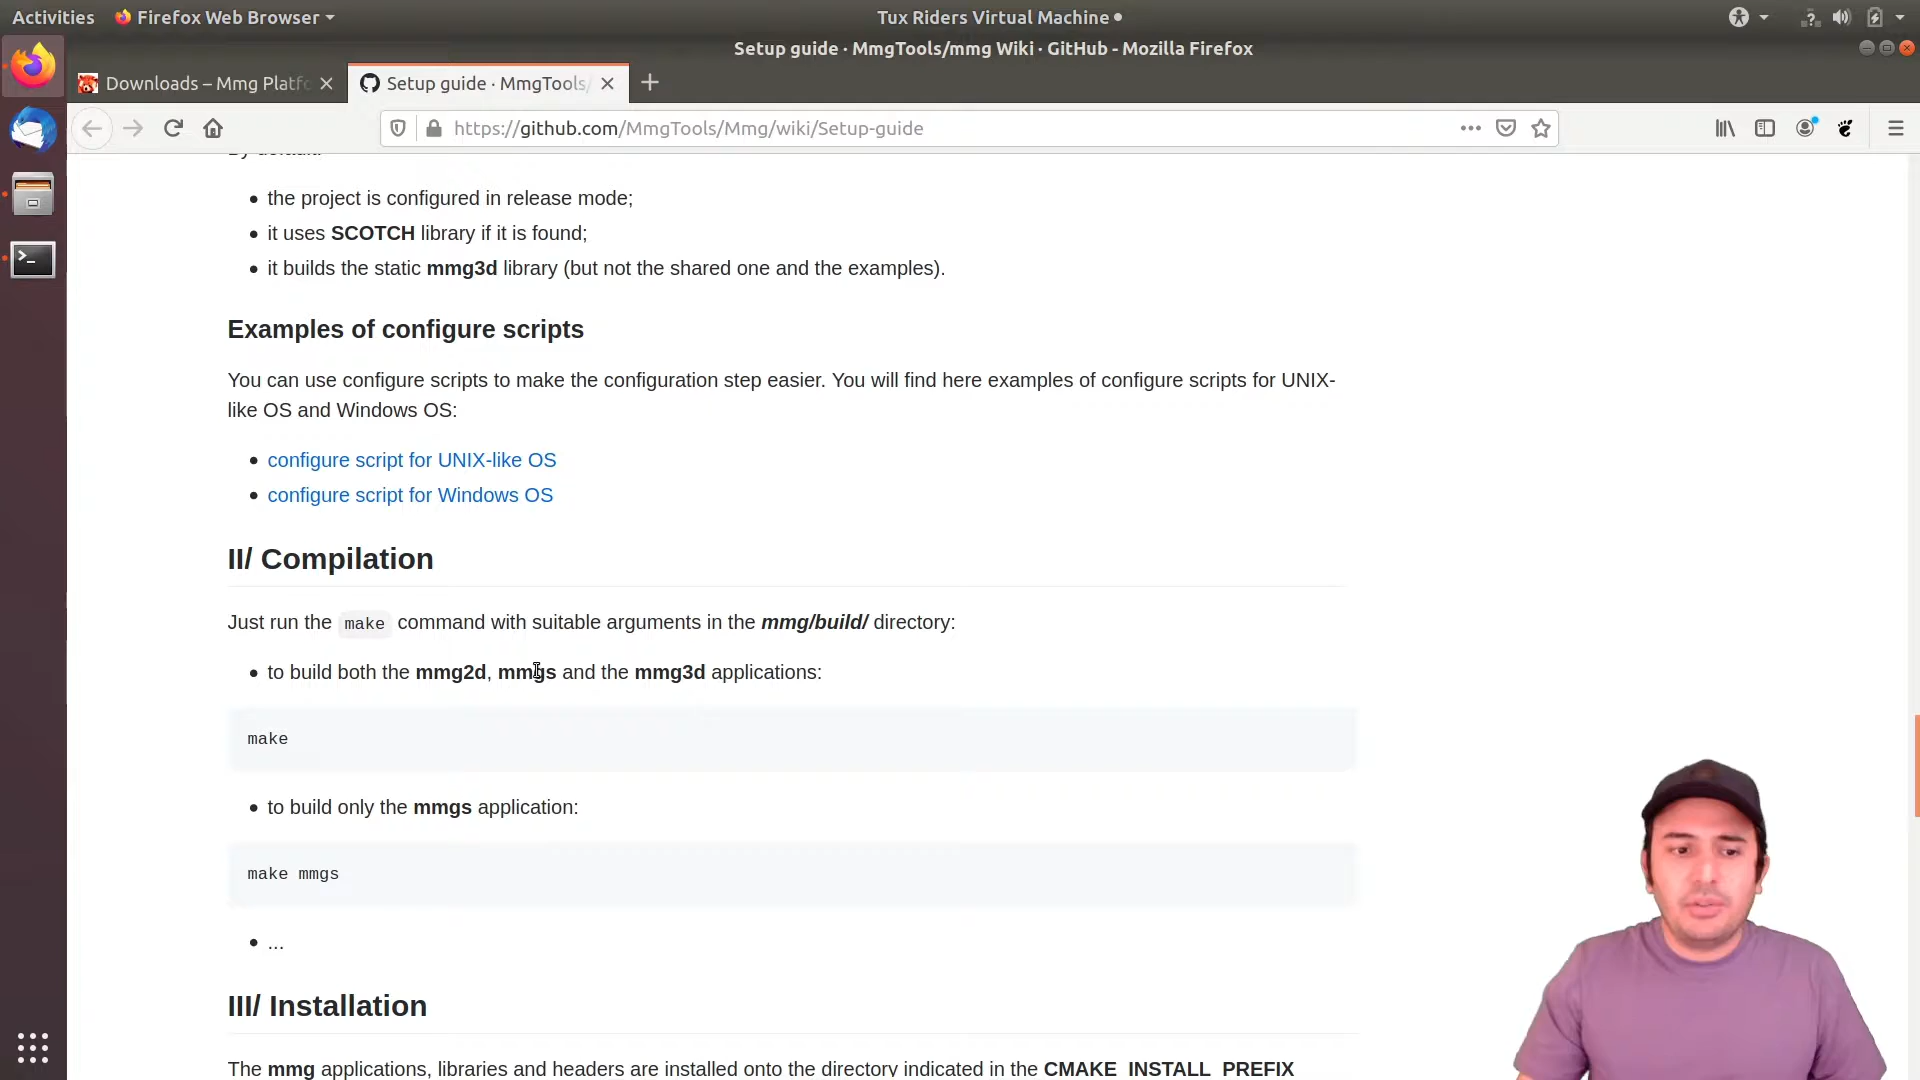 Activities
Firefox Web Browser
Tux Riders Virtual Machine
Setup guide · MmgTools/mmg Wiki · GitHub - Mozilla Firefox
Downloads – Mmg Platfo
Setup guide · MmgTools/
https://github.com/MmgTools/Mmg/wiki/Setup-guide
By default:
the project is configured in release mode;
it uses SCOTCH library if it is found;
it builds the static mmg3d library (but not the shared one and the examples).
Examples of configure scripts
You can use configure scripts to make the configuration step easier. You will find here examples of configure scripts for UNIX-
like OS and Windows OS:
configure script for UNIX-like OS
configure script for Windows OS
II/ Compilation
Just run the make command with suitable arguments in the mmg/build/ directory:
to build both the mmg2d, mmgs and the mmg3d applications:
make
to build only the mmgs application:
make mmgs
...
III/ Installation
The mmg applications, libraries and headers are installed onto the directory indicated in the CMAKE_INSTALL_PREFIX